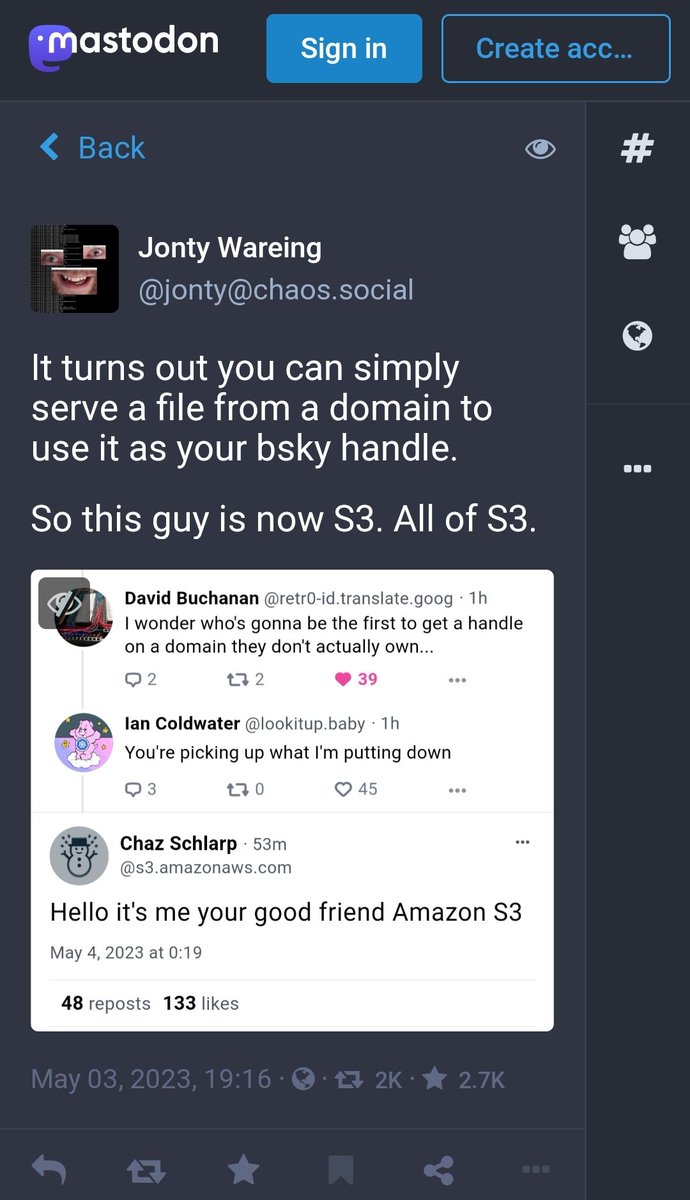 mastodon
Sign in
Create acc...
Back
#
Jonty Wareing
@jonty@chaos.social
It turns out you can simply
serve a file from a domain to
use it as your bsky handle.
So this guy is now S3. All of S3.
David Buchanan @retr0-id.translate.goog · 1h
I wonder who's gonna be the first to get a handle
on a domain they don't actually own...
2 2 39
Ian Coldwater @lookitup.baby · 1h
You're picking up what I'm putting down
3 0 45
Chaz Schlarp · 53m
@s3.amazonaws.com
Hello it's me your good friend Amazon S3
May 4, 2023 at 0:19
48 reposts 133 likes
May 03, 2023, 19:16 · · 2K · 2.7K